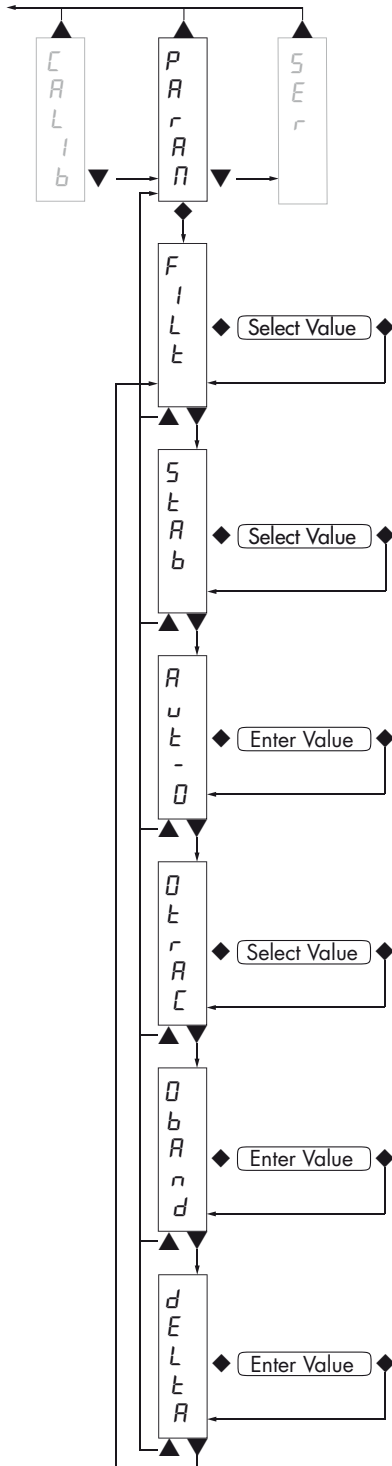 CALIb
PArAM
SEr
FILt
Select Value
StAb
Select Value
Aut-0
Enter Value
0trAC
Select Value
0bAnd
Enter Value
dELtA
Enter Value